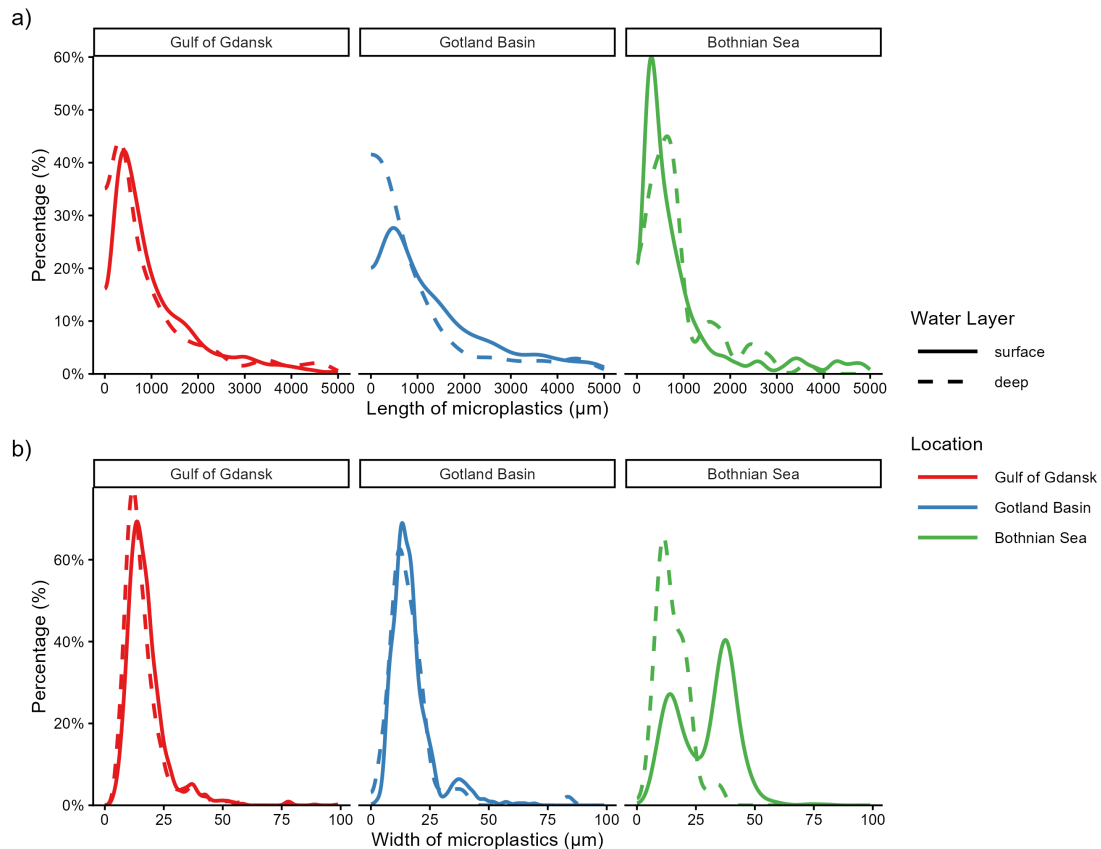 a)
Gulf of Gdansk
Gotland Basin
Bothnian Sea
60%
50%
40%
30%
20%
10%
0%
Percentage (%)
0 1000 2000 3000 4000 5000
0 1000 2000 3000 4000 5000
0 1000 2000 3000 4000 5000
Length of microplastics (µm)
b)
Gulf of Gdansk
Gotland Basin
Bothnian Sea
60%
40%
20%
0%
Percentage (%)
0 25 50 75 100
0 25 50 75 100
0 25 50 75 100
Width of microplastics (µm)
Water Layer
surface
deep
Location
Gulf of Gdansk
Gotland Basin
Bothnian Sea